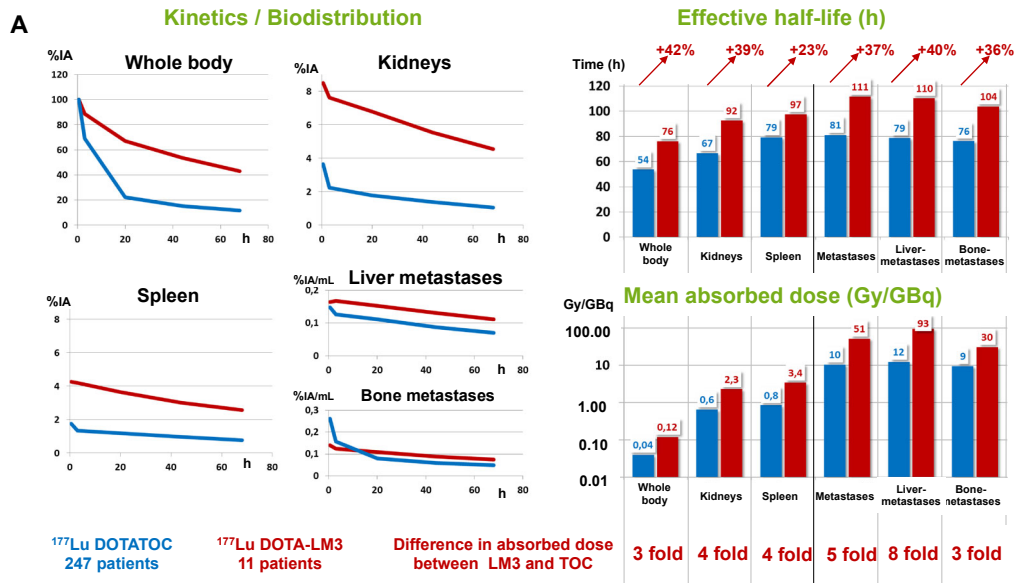 A
Kinetics / Biodistribution
%IA
Whole body
120
100
80
60
40
20
0
0
20
40
60
80
h
%IA
Kidneys
8
6
4
2
0
0
20
40
60
80
h
%IA
Spleen
8
6
4
2
0
0
20
40
60
80
h
%IA/mL
Liver metastases
0,2
0,1
0,0
0
20
40
60
80
h
%IA/mL
Bone metastases
0,3
0,2
0,1
0,0
0
20
40
60
80
h
177Lu DOTATOC
247 patients
177Lu DOTA-LM3
11 patients
Difference in absorbed dose
between LM3 and TOC
Effective half-life (h)
+42%
+39%
+23%
+37%
+40%
+36%
Time (h)
120
100
80
60
40
20
0
54
76
67
92
79
97
81
111
79
110
76
104
Whole
body
Kidneys
Spleen
Metastases
Liver-
metastases
Bone-
metastases
Mean absorbed dose (Gy/GBq)
Gy/GBq
100.00
10
1.00
0.10
0.01
0,04
0,12
0,6
2,3
0,8
3,4
10
51
12
93
9
30
Whole
body
Kidneys
Spleen
Metastases
Liver-
metastases
Bone-
metastases
3 fold
4 fold
4 fold
5 fold
8 fold
3 fold